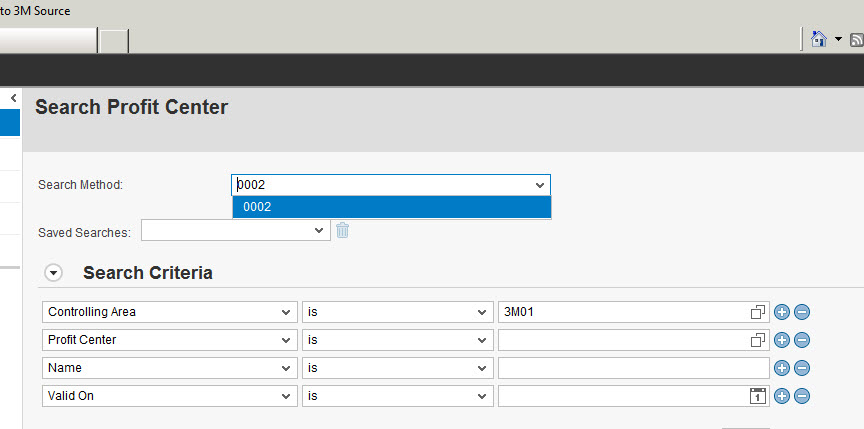 to 3M Source
Search Profit Center
Search Method: 0002
0002
Saved Searches:
Search Criteria
Controlling Area is 3M01
Profit Center is
Name is
Valid On is 1